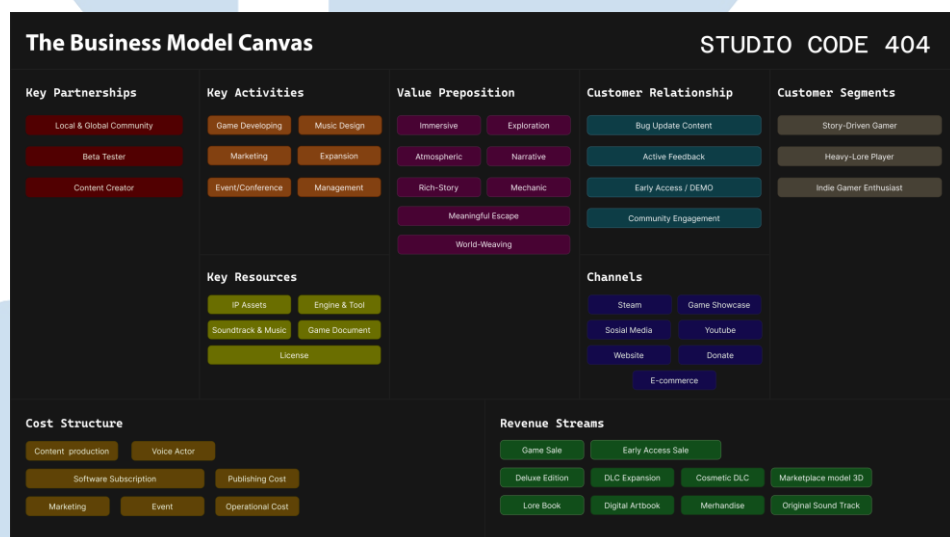 The Business Model Canvas
STUDIO CODE 404
Key Partnerships
Local & Global Community
Beta Tester
Content Creator
Key Activities
Game Developing
Music Design
Marketing
Expansion
Event/Conference
Management
Key Resources
IP Assets
Engine & Tool
Soundtrack & Music
Game Document
License
Value Preposition
Immersive
Exploration
Atmospheric
Narrative
Rich-Story
Mechanic
Meaningful Escape
World-Weaving
Customer Relationship
Bug Update Content
Active Feedback
Early Access / DEMO
Community Engagement
Channels
Steam
Game Showcase
Sosial Media
Youtube
Website
Donate
E-commerce
Customer Segments
Story-Driven Gamer
Heavy-Lore Player
Indie Gamer Enthusiast
Cost Structure
Content production
Voice Actor
Software Subscription
Publishing Cost
Marketing
Event
Operational Cost
Revenue Streams
Game Sale
Early Access Sale
Deluxe Edition
DLC Expansion
Cosmetic DLC
Marketplace model 3D
Lore Book
Digital Artbook
Merhandise
Original Sound Track